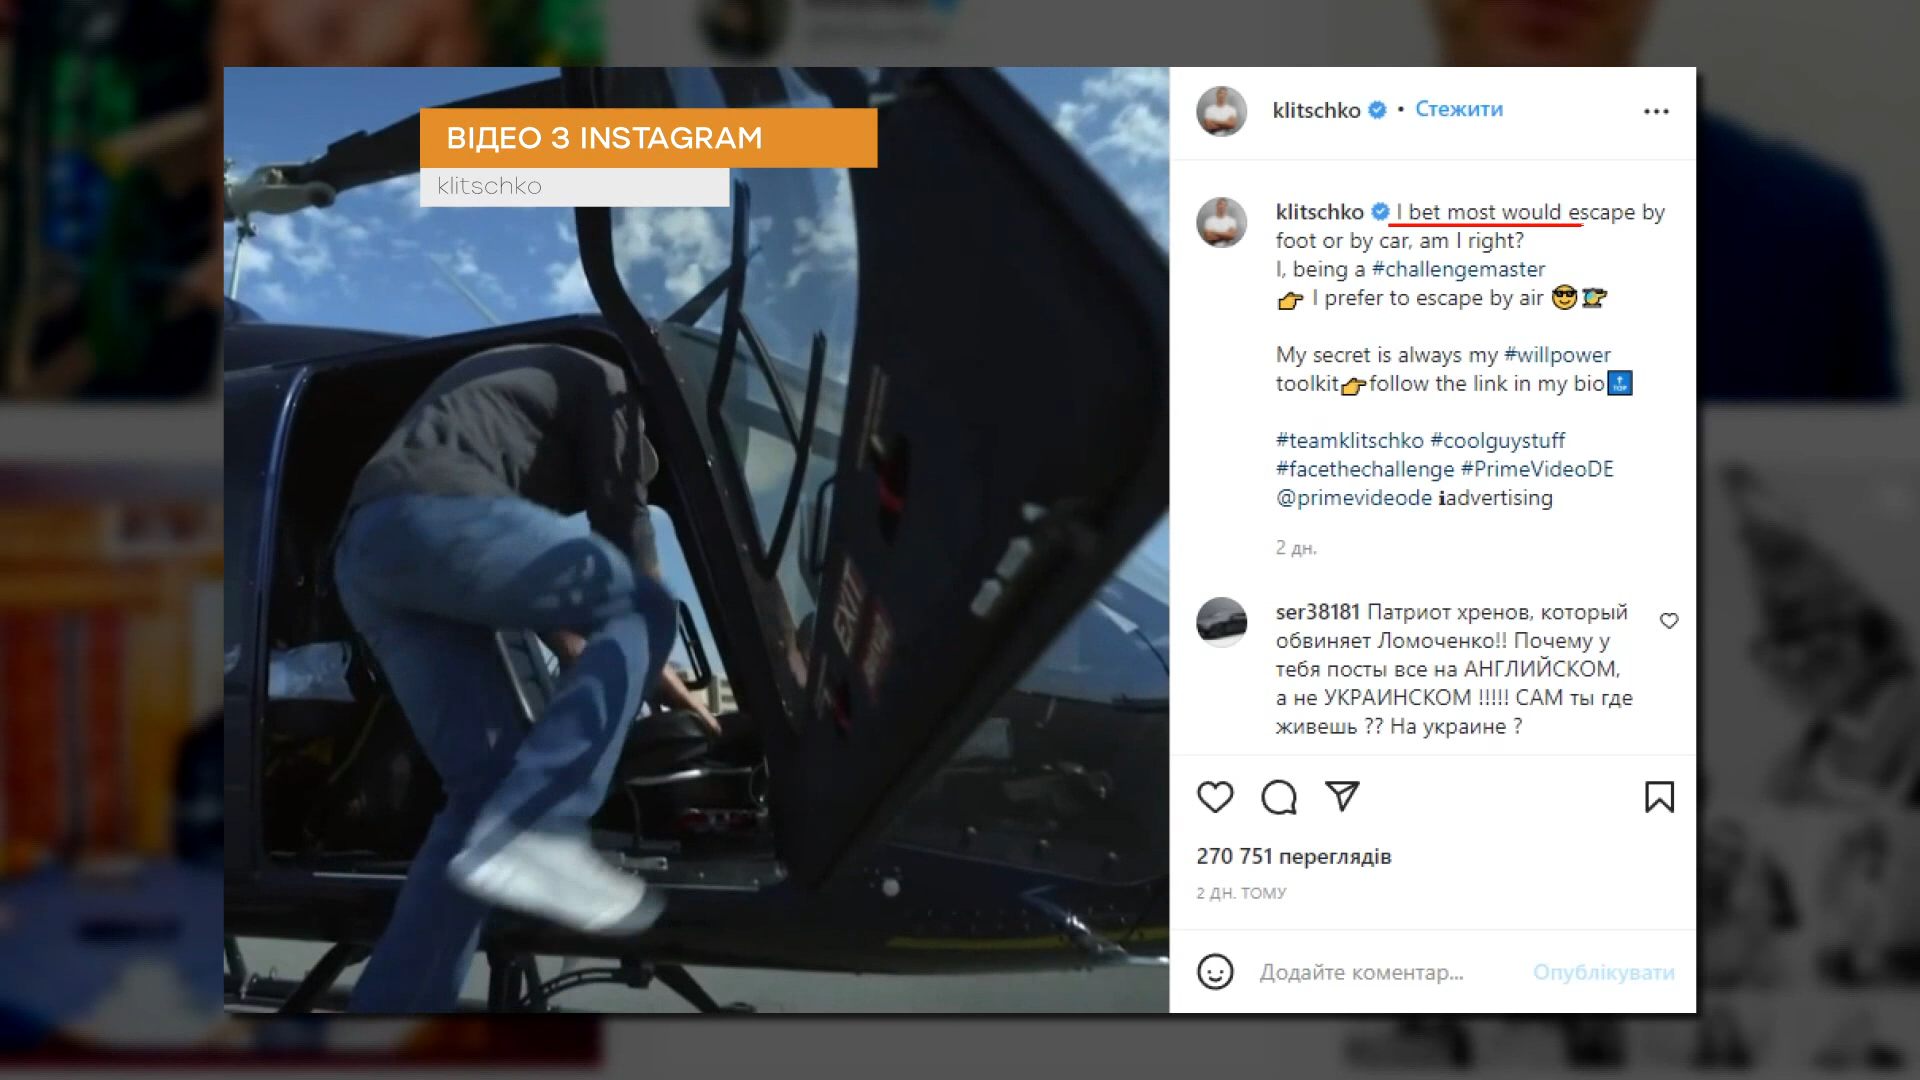 ВІДЕО З INSTAGRAM
klitschko
klitschko • Стежити
klitschko I bet most would escape by
foot or by car, am I right?
I, being a #challengemaster
👉 I prefer to escape by air 😎🚁
My secret is always my #willpower
toolkit👉follow the link in my bio🔝
#teamklitschko #coolguystuff
#facethechallenge #PrimeVideoDE
@primevideode ℹadvertising
2 дн.
ser38181 Патриот хренов, который
обвиняет Ломоченко!! Почему у
тебя посты все на АНГЛИЙСКОМ,
а не УКРАИНСКОМ !!!!! САМ ты где
живешь ?? На украине ?
270 751 переглядів
2 ДН. ТОМУ
Додайте коментар... Опублікувати
EXIT